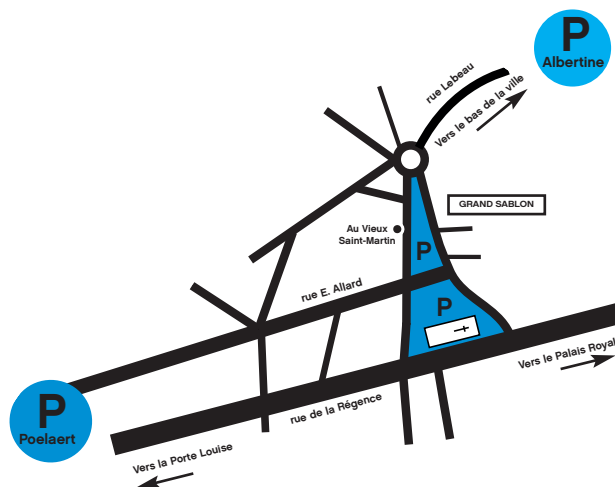 P
Albertine
rue Lebeau
Vers le bas de la ville
GRAND SABLON
Au Vieux
Saint-Martin
P
rue E. Allard
P
Vers le Palais Royal
P
Poelaert
rue de la Régence
Vers la Porte Louise